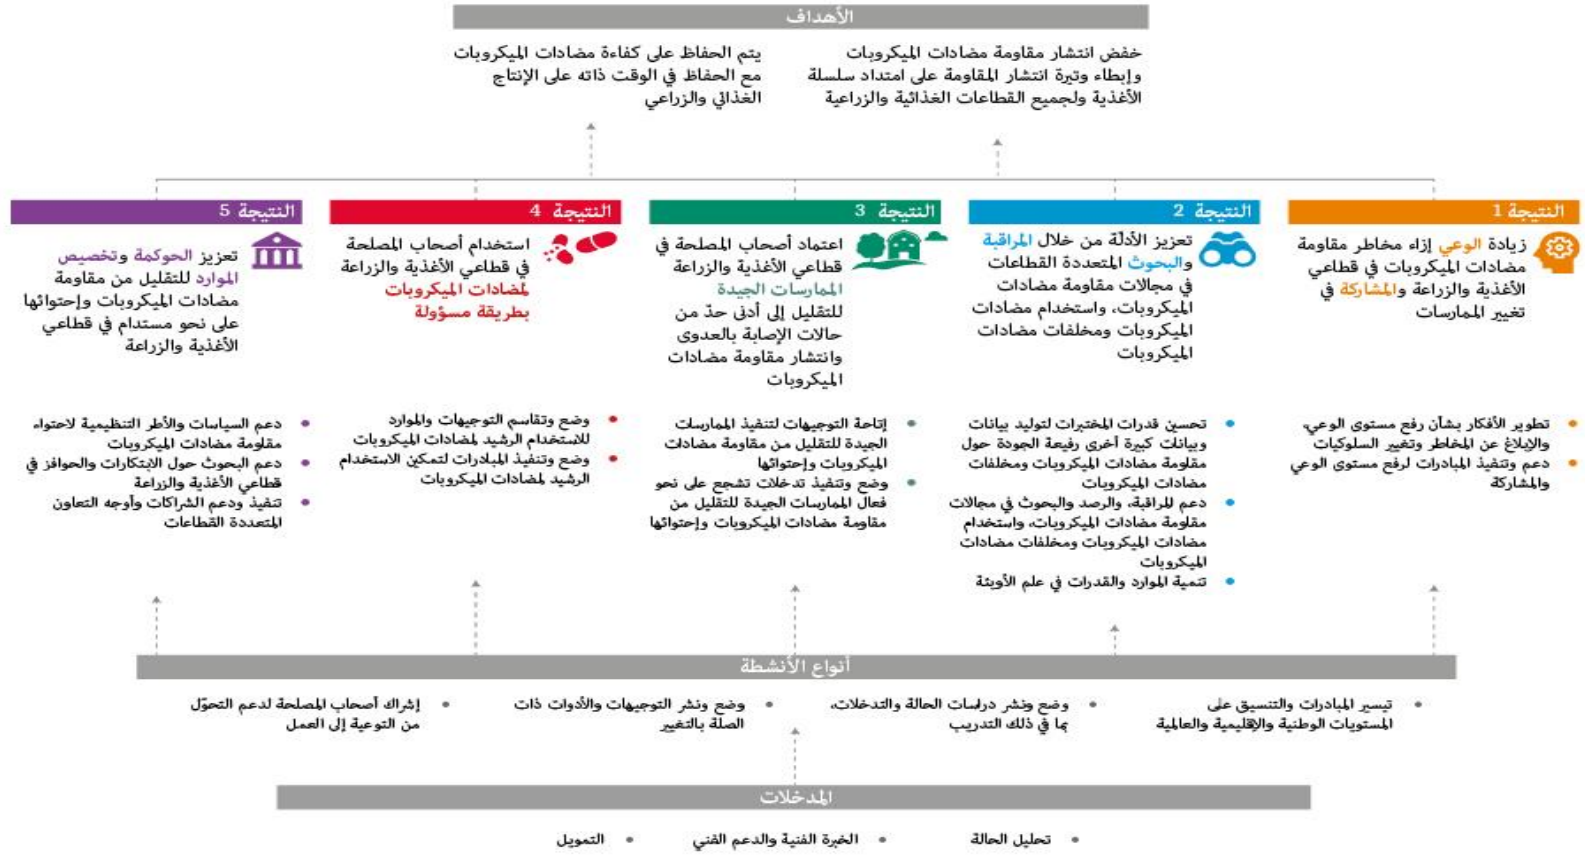 الأهداف
خفض انتشار مقاومة مضادات الميكروبات
وإبطاء وتيرة انتشار المقاومة على امتداد سلسلة
الأغذية ولجميع القطاعات الغذائية والزراعية
يتم الحفاظ على كفاءة مضادات الميكروبات
مع الحفاظ في الوقت ذاته على الإنتاج
الغذائي والزراعي
النتيجة 1
زيادة الوعي إزاء مخاطر مقاومة
مضادات الميكروبات في قطاعي
الأغذية والزراعة والمشاركة في
تغيير الممارسات
• تطوير الأفكار بشأن رفع مستوى الوعي،
والإبلاغ عن المخاطر وتغيير السلوكيات
• دعم وتنفيذ المبادرات لرفع مستوى الوعي
والمشاركة
النتيجة 2
تعزيز الأدلّة من خلال المراقبة
والبحوث المتعددة القطاعات
في مجالات مقاومة مضادات
الميكروبات، واستخدام مضادات
الميكروبات ومخلفات مضادات
الميكروبات
• تحسين قدرات المختبرات لتوليد بيانات
وبيانات كبيرة أخرى رفيعة الجودة حول
مقاومة مضادات الميكروبات ومخلفات
مضادات الميكروبات
• دعم المراقبة، والرصد والبحوث في مجالات
مقاومة مضادات الميكروبات، واستخدام
مضادات الميكروبات ومخلفات مضادات
الميكروبات
• تنمية الموارد والقدرات في علم الأوبئة
النتيجة 3
اعتماد أصحاب المصلحة في
قطاعي الأغذية والزراعة
الممارسات الجيدة
للتقليل إلى أدنى حدّ من
حالات الإصابة بالعدوى
وانتشار مقاومة مضادات
الميكروبات
• إتاحة التوجيهات لتنفيذ الممارسات
الجيدة للتقليل من مقاومة مضادات
الميكروبات وإحتوائها
• وضع وتنفيذ تدخلات تشجع على نحو
فعال الممارسات الجيدة للتقليل من
مقاومة مضادات الميكروبات وإحتوائها
النتيجة 4
استخدام أصحاب المصلحة
في قطاعي الأغذية والزراعة
لمضادات الميكروبات
بطريقة مسؤولة
• وضع وتقاسم التوجيهات والموارد
للاستخدام الرشيد لمضادات الميكروبات
• وضع وتنفيذ المبادرات لتمكين الاستخدام
الرشيد لمضادات الميكروبات
النتيجة 5
تعزيز الحوكمة وتخصيص
الموارد للتقليل من مقاومة
مضادات الميكروبات وإحتوائها
على نحو مستدام في قطاعي
الأغذية والزراعة
• دعم السياسات والأطر التنظيمية لاحتواء
مقاومة مضادات الميكروبات
• دعم البحوث حول الابتكارات والحوافز في
قطاعي الأغذية والزراعة
• تنفيذ ودعم الشراكات وأوجه التعاون
المتعددة القطاعات
أنواع الأنشطة
• تيسير المبادرات والتنسيق على
المستويات الوطنية والإقليمية والعالمية
• وضع ونشر دراسات الحالة والتدخلات،
بما في ذلك التدريب
• وضع ونشر التوجيهات والأدوات ذات
الصلة بالتغيير
• إشراك أصحاب المصلحة لدعم التحوّل
من التوعية إلى العمل
المدخلات
• تحليل الحالة
• الخبرة الفنية والدعم الفني
• التمويل